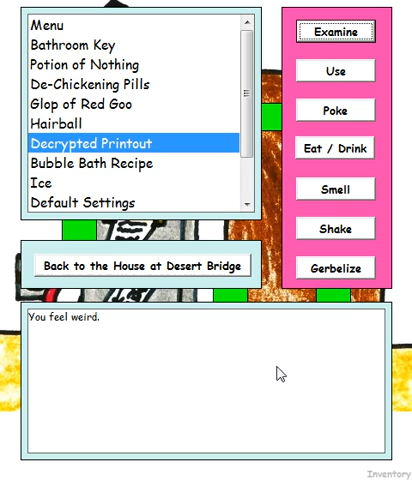 Menu
Bathroom Key
Potion of Nothing
De-Chickening Pills
Glop of Red Goo
Hairball
Decrypted Printout
Bubble Bath Recipe
Ice
Default Settings
Examine
Use
Poke
Eat / Drink
Smell
Shake
Gerbelize
Back to the House at Desert Bridge
You feel weird.
Inventory